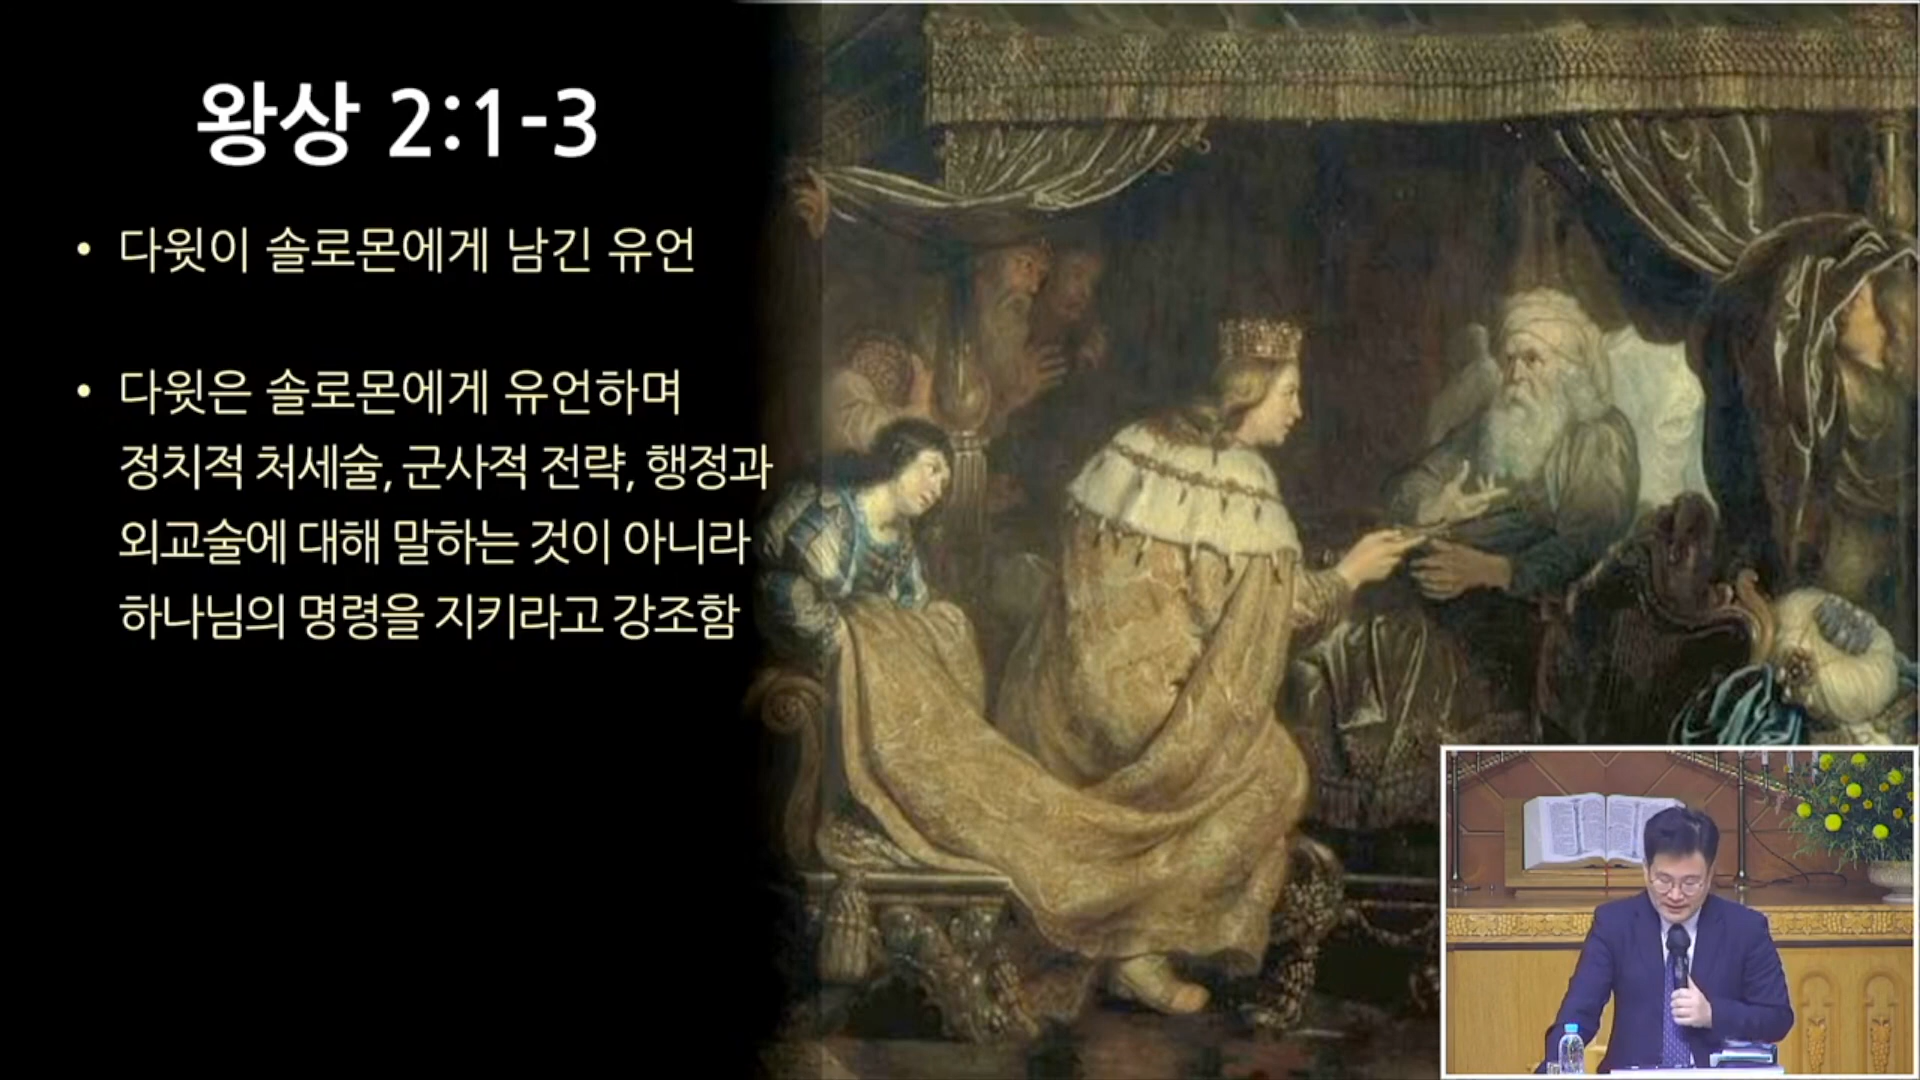 왕상 2:1-3
• 다윗이 솔로몬에게 남긴 유언
• 다윗은 솔로몬에게 유언하며
정치적 처세술, 군사적 전략, 행정과
외교술에 대해 말하는 것이 아니라
하나님의 명령을 지키라고 강조함